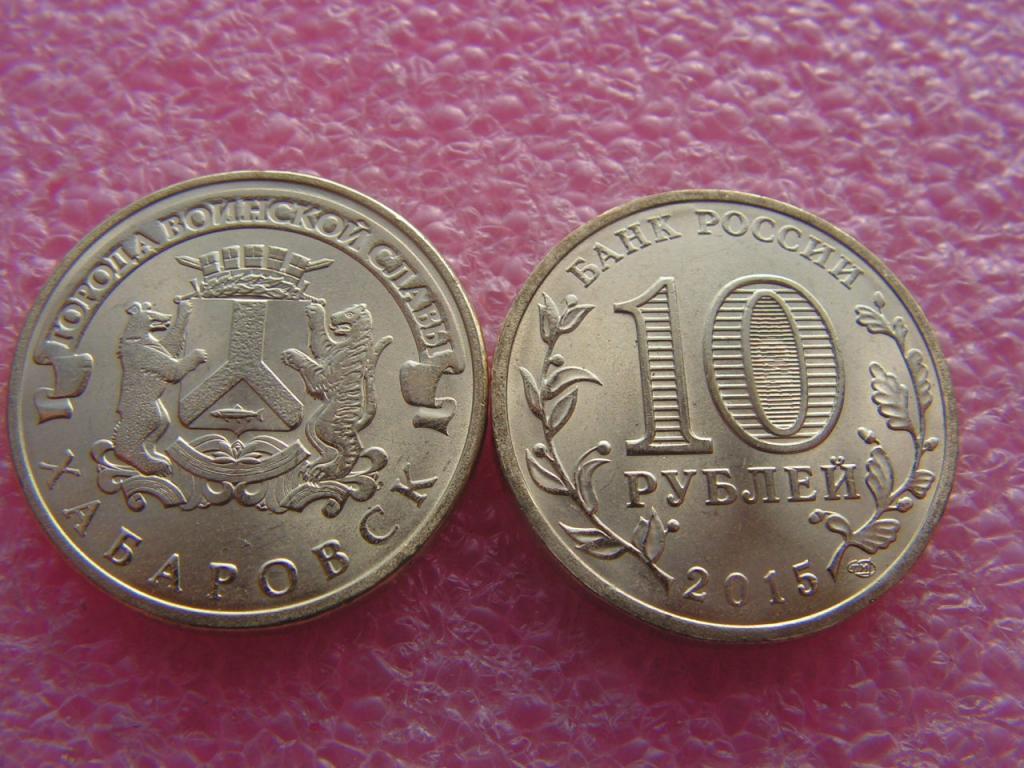 ГОРОДА ВОИНСКОЙ СЛАВЫ
ХАБАРОВСК
БАНК РОССИИ
10
РУБЛЕЙ
2015